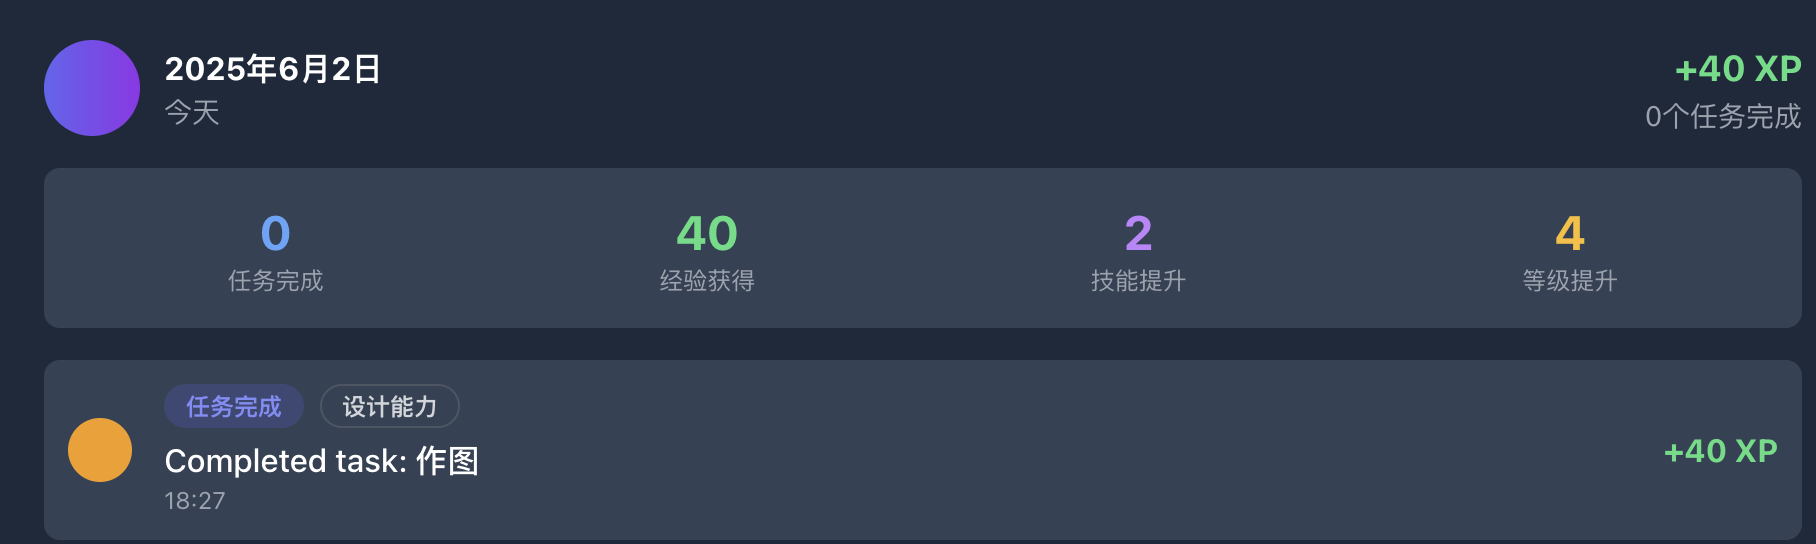 2025年6月2日
今天
+40 XP
0个任务完成
0
任务完成
40
经验获得
2
技能提升
4
等级提升
任务完成
设计能力
Completed task: 作图
18:27
+40 XP